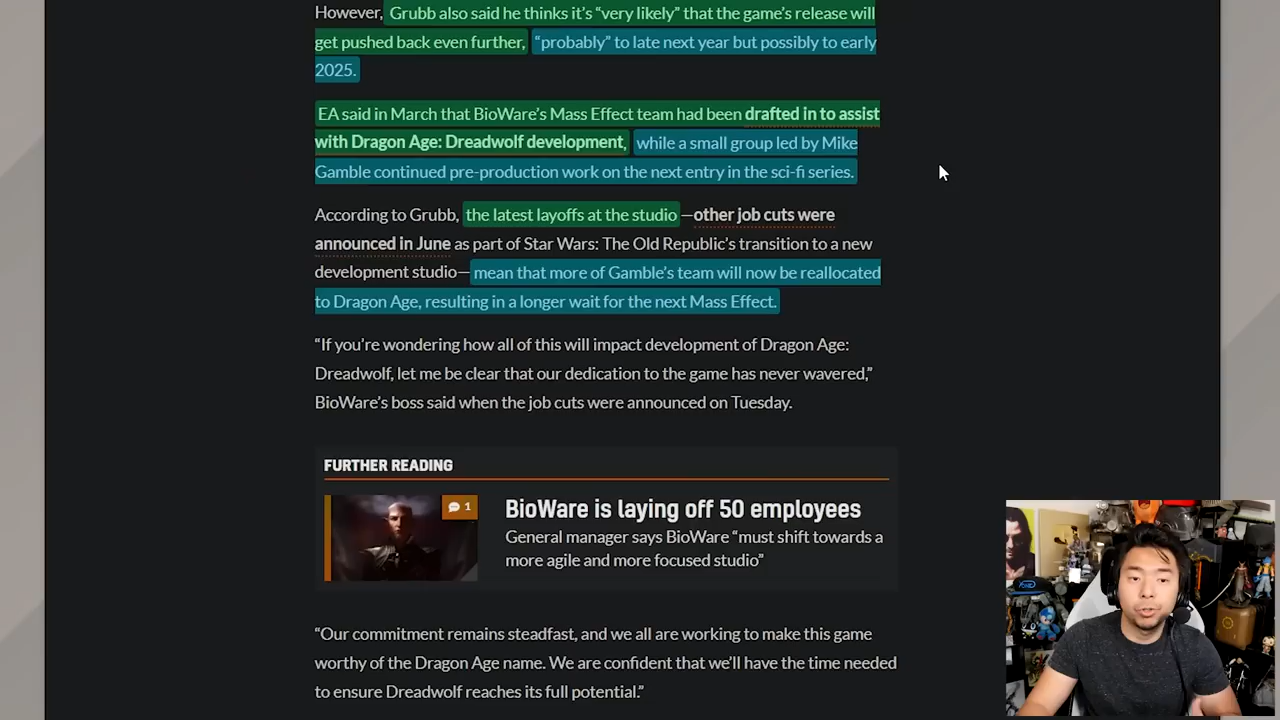 However, Grubb also said he thinks it’s “very likely” that the game’s release will
get pushed back even further, “probably” to late next year but possibly to early
2025.
EA said in March that BioWare’s Mass Effect team had been drafted in to assist
with Dragon Age: Dreadwolf development, while a small group led by Mike
Gamble continued pre-production work on the next entry in the sci-fi series.
According to Grubb, the latest layoffs at the studio—other job cuts were
announced in June as part of Star Wars: The Old Republic’s transition to a new
development studio—mean that more of Gamble’s team will now be reallocated
to Dragon Age, resulting in a longer wait for the next Mass Effect.
“If you’re wondering how all of this will impact development of Dragon Age:
Dreadwolf, let me be clear that our dedication to the game has never wavered,”
BioWare’s boss said when the job cuts were announced on Tuesday.
FURTHER READING
1
BioWare is laying off 50 employees
General manager says BioWare “must shift towards a
more agile and more focused studio”
“Our commitment remains steadfast, and we all are working to make this game
worthy of the Dragon Age name. We are confident that we’ll have the time needed
to ensure Dreadwolf reaches its full potential.”